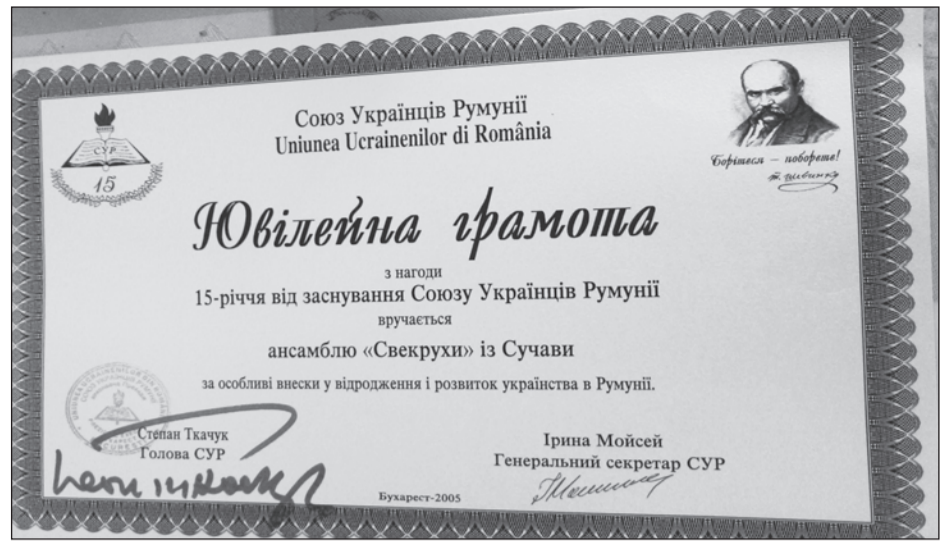 Союз Українців Румунії
Uniunea Ucrainenilor di România
СУР
15
Борітеся – поборете!
Т. Шевченко
Ювілейна грамота
з нагоди
15-річчя від заснування Союзу Українців Румунії
вручається
ансамблю «Свекрухи» із Сучави
за особливі внески у відродження і розвиток українства в Румунії.
Степан Ткачук
Голова СУР
Ірина Мойсей
Генеральний секретар СУР
Бухарест-2005